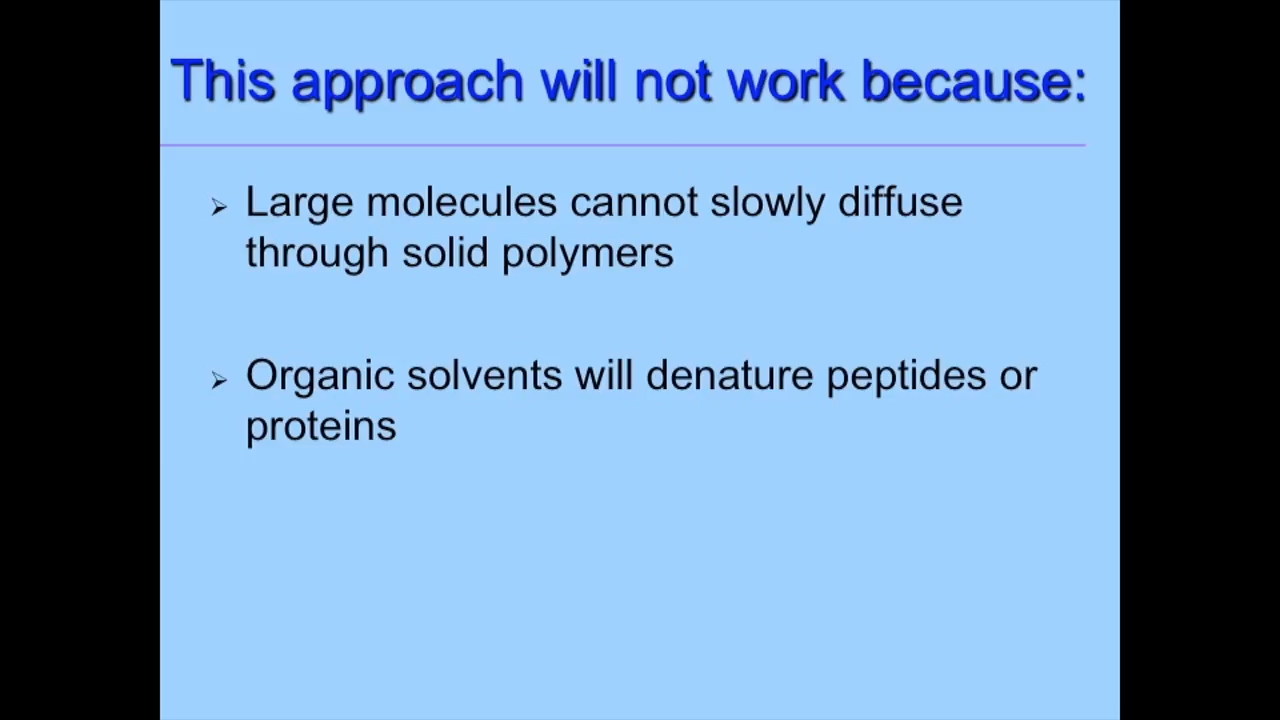 This approach will not work because:
Large molecules cannot slowly diffuse
through solid polymers
Organic solvents will denature peptides or
proteins